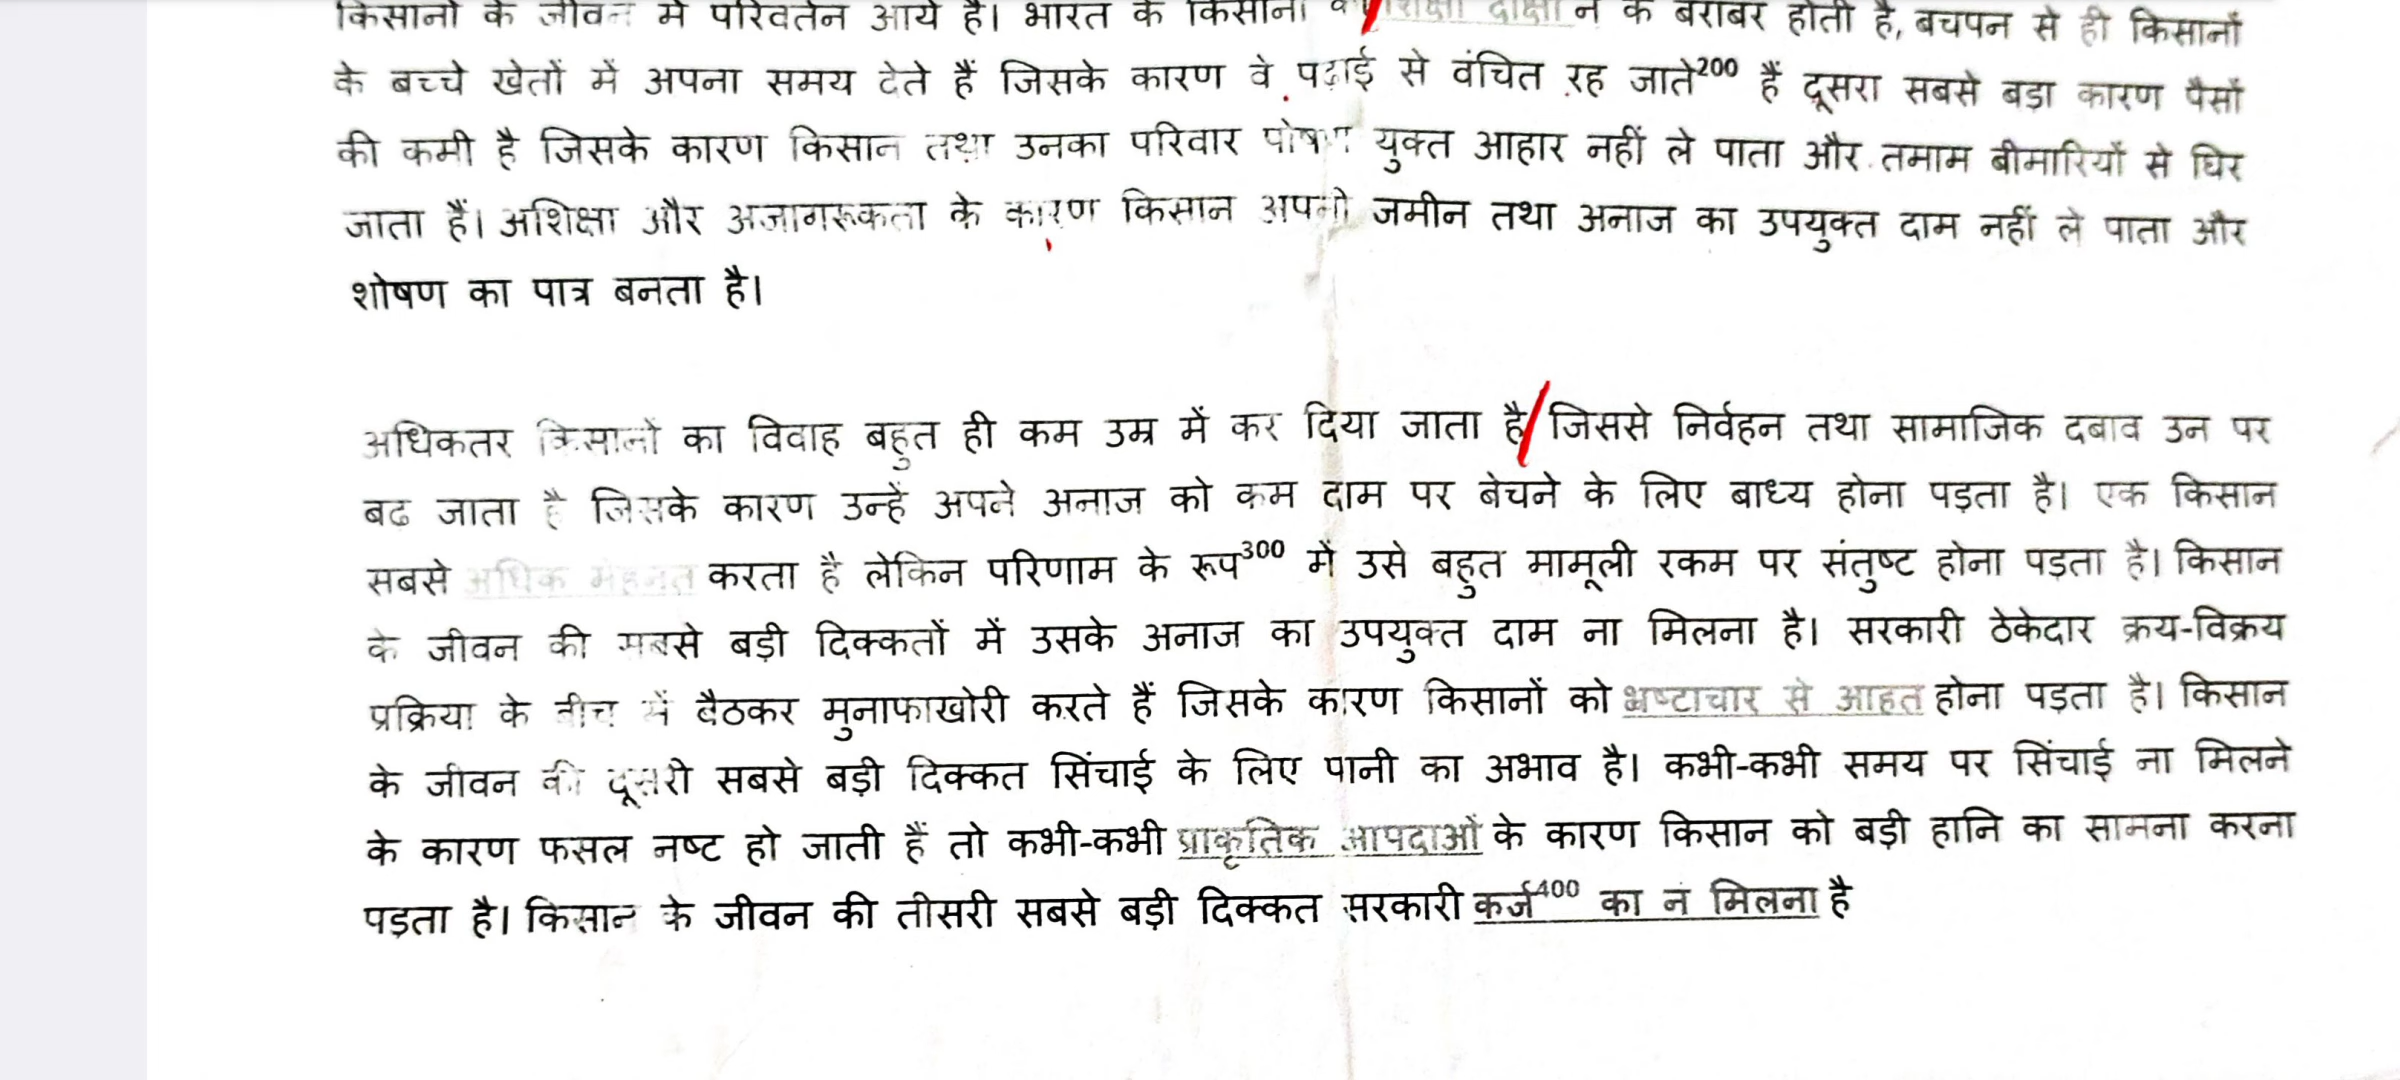 किसानों के जीवन में परिवर्तन आये है। भारत के किसानों शिक्षा दीक्षा न के बराबर होती है, बचपन से ही किसानों
के बच्चे खेतों में अपना समय देते हैं जिसके कारण वे पढ़ाई से वंचित रह जाते200 हैं दूसरा सबसे बड़ा कारण पैसों
की कमी है जिसके कारण किसान तथा उनका परिवार पोषण युक्त आहार नहीं ले पाता और तमाम बीमारियों से घिर
जाता हैं। अशिक्षा और अजागरूकता के कारण किसान अपनी जमीन तथा अनाज का उपयुक्त दाम नहीं ले पाता और
शोषण का पात्र बनता है।
अधिकतर किसानों का विवाह बहुत ही कम उम्र में कर दिया जाता है/जिससे निर्वहन तथा सामाजिक दबाव उन पर
बढ जाता है जिसके कारण उन्हें अपने अनाज को कम दाम पर बेचने के लिए बाध्य होना पड़ता है। एक किसान
सबसे अधिक मेहनत करता है लेकिन परिणाम के रूप300 में उसे बहुत मामूली रकम पर संतुष्ट होना पड़ता है। किसान
के जीवन की सबसे बड़ी दिक्कतों में उसके अनाज का उपयुक्त दाम ना मिलना है। सरकारी ठेकेदार क्रय-विक्रय
प्रक्रिया के बीच में बैठकर मुनाफाखोरी करते हैं जिसके कारण किसानों को भ्रष्टाचार से आहत होना पड़ता है। किसान
के जीवन की दूसरी सबसे बड़ी दिक्कत सिंचाई के लिए पानी का अभाव है। कभी-कभी समय पर सिंचाई ना मिलने
के कारण फसल नष्ट हो जाती हैं तो कभी-कभी प्राकृतिक आपदाओं के कारण किसान को बड़ी हानि का सामना करना
पड़ता है। किसान के जीवन की तीसरी सबसे बड़ी दिक्कत सरकारी कर्ज400 का न मिलना है